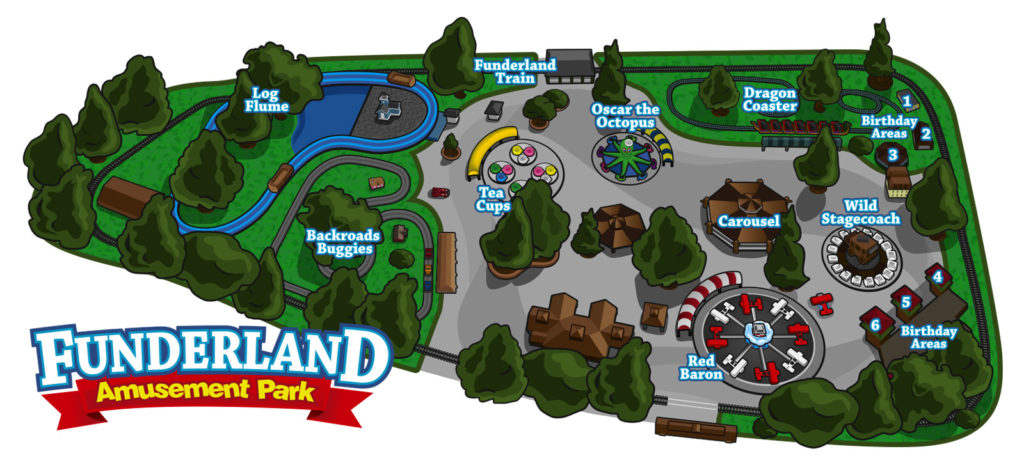 Funderland
Train
Log
Flume
Oscar the
Octopus
Dragon
Coaster
1
Birthday
Areas
2
3
Tea
Cups
Carousel
Wild
Stagecoach
Backroads
Buggies
4
5
6
Birthday
Areas
Red
Baron
FUNDERLAND
Amusement Park